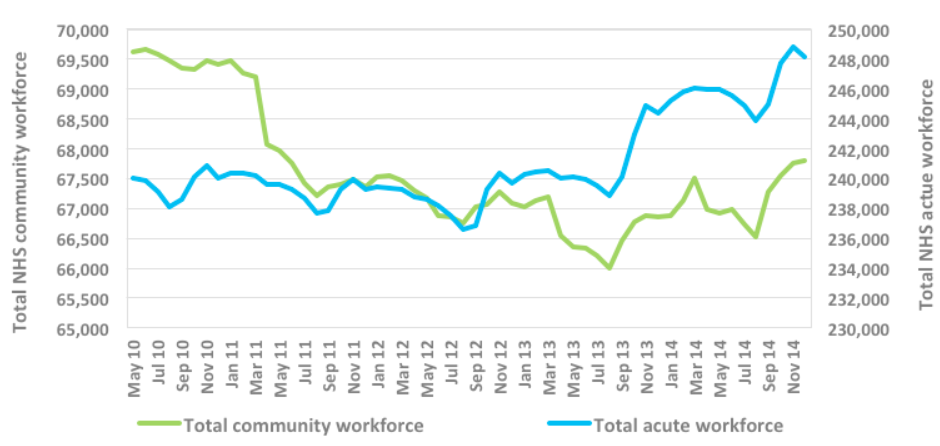 Total NHS community workforce
70,000
69,500
69,000
68,500
68,000
67,500
67,000
66,500
66,000
65,500
65,000
250,000
248,000
246,000
244,000
242,000
240,000
238,000
236,000
234,000
232,000
230,000
Total NHS actue workforce
May 10
Jul 10
Sep 10
Nov 10
Jan 11
Mar 11
May 11
Jul 11
Sep 11
Nov 11
Jan 12
Mar 12
May 12
Jul 12
Sep 12
Nov 12
Jan 13
Mar 13
May 13
Jul 13
Sep 13
Nov 13
Jan 14
Mar 14
May 14
Jul 14
Sep 14
Nov 14
Total community workforce
Total acute workforce